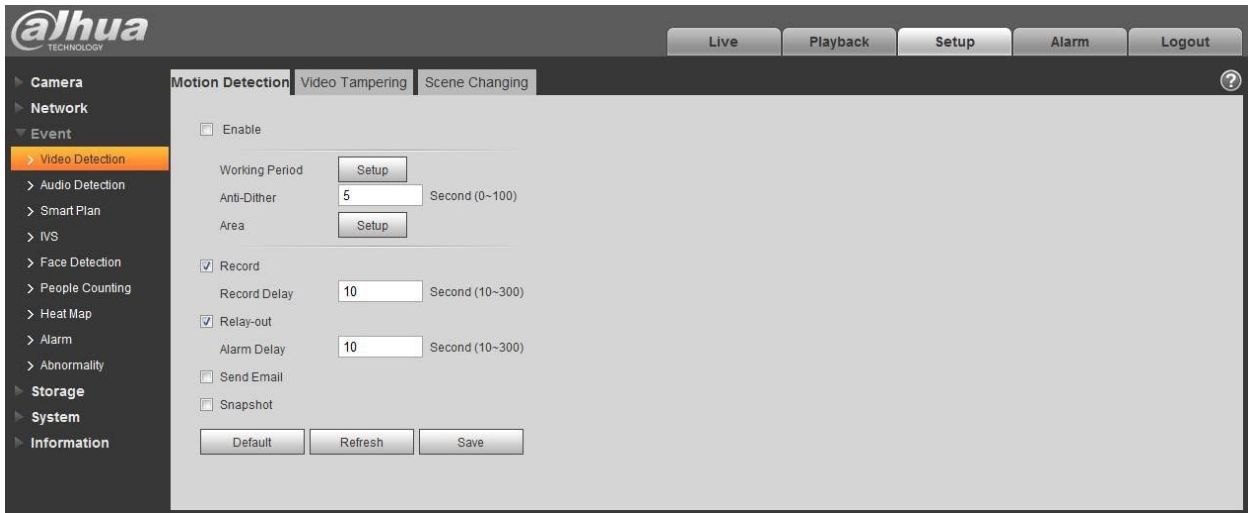 alhua
TECHNOLOGY
Live Playback Setup Alarm Logout
Camera
Network
Event
Video Detection
Audio Detection
Smart Plan
IVS
Face Detection
People Counting
Heat Map
Alarm
Abnormality
Storage
System
Information
Motion Detection Video Tampering Scene Changing ?
Enable
Working Period Setup
Anti-Dither 5 Second (0~100)
Area Setup
Record
Record Delay 10 Second (10~300)
Relay-out
Alarm Delay 10 Second (10~300)
Send Email
Snapshot
Default Refresh Save